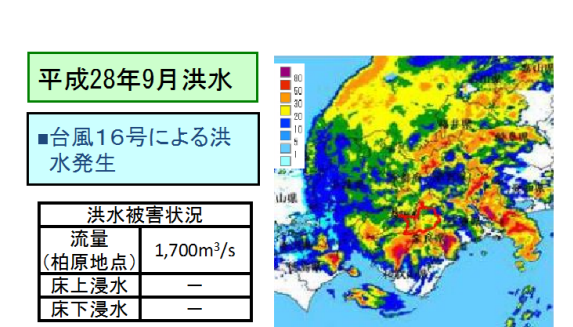 平成28年9月洪水
■台風16号による洪
水発生
洪水被害状況
流量
(柏原地点)
1,700m³/s
床上浸水
－
床下浸水
－
80
50
30
20
10
5
1